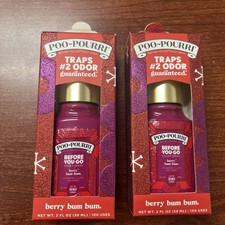 POO~POURRI
TRAPS
#2 ODOR
guaranteed.
POO~POURRI
BEFORE
YOU·GO
berry bum bum.
NET WT. 2 FL OZ (59 ML) | 100 USES
POO~POURRI
TRAPS
#2 ODOR
guaranteed.
POO~POURRI
BEFORE
YOU·GO
berry bum bum.
NET WT. 2 FL OZ (59 ML) | 100 USES